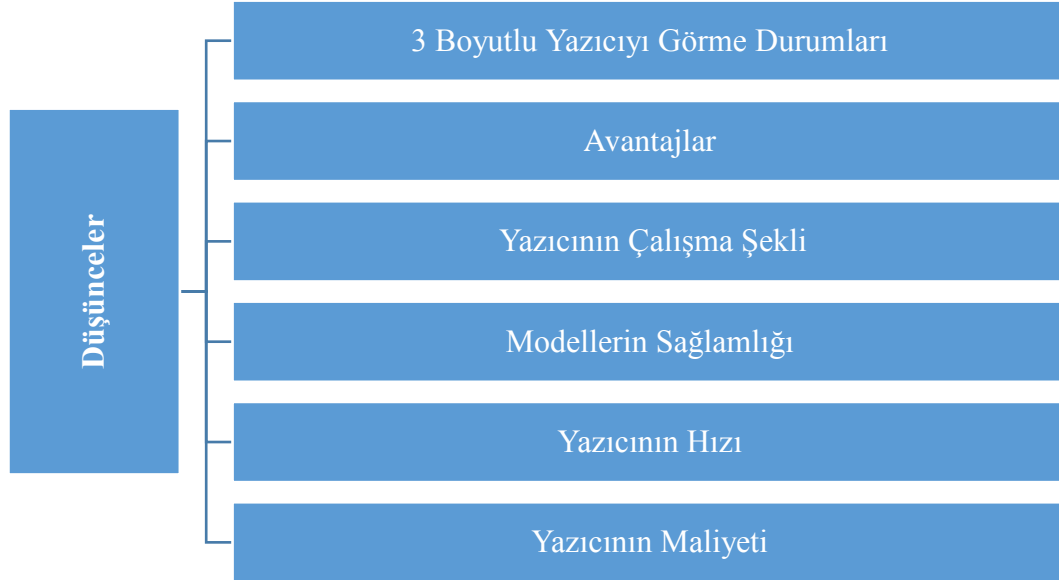 Düşünceler
3 Boyutlu Yazıcıyı Görme Durumları
Avantajlar
Yazıcının Çalışma Şekli
Modellerin Sağlamlığı
Yazıcının Hızı
Yazıcının Maliyeti